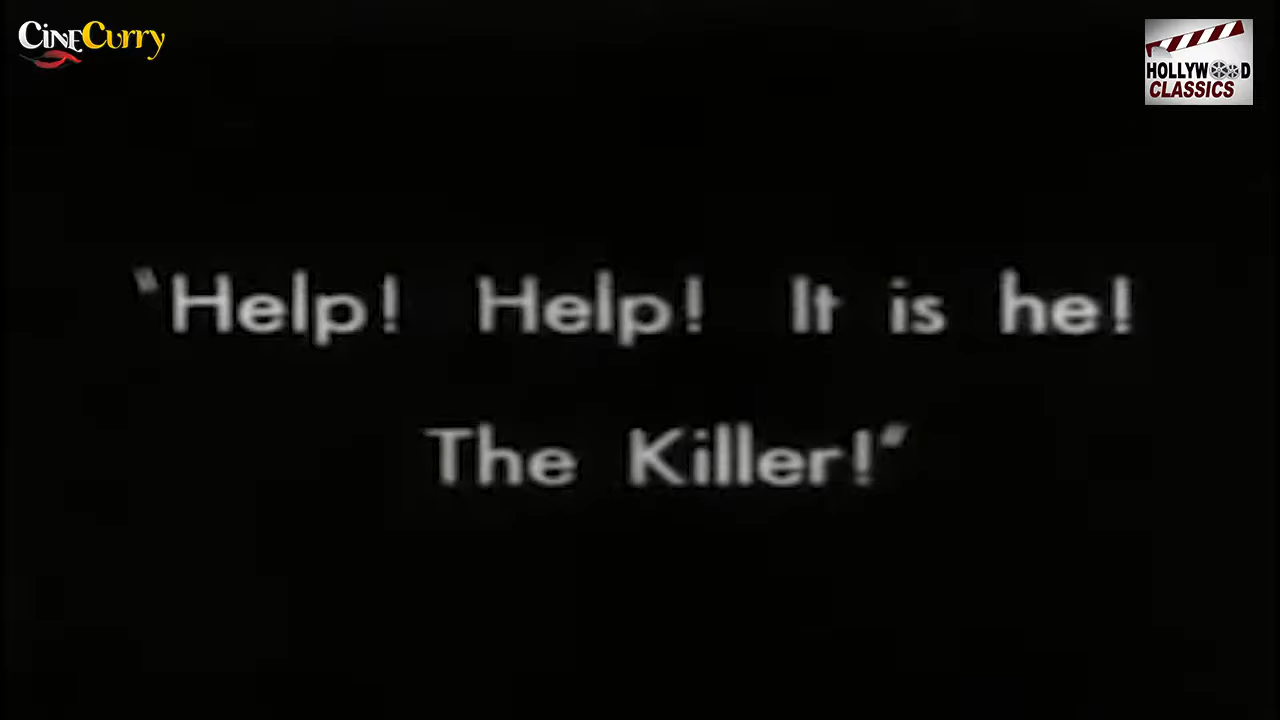 CINECURRY
HOLLYWOOD
CLASSICS
"Help! Help! It is he!
The Killer!"